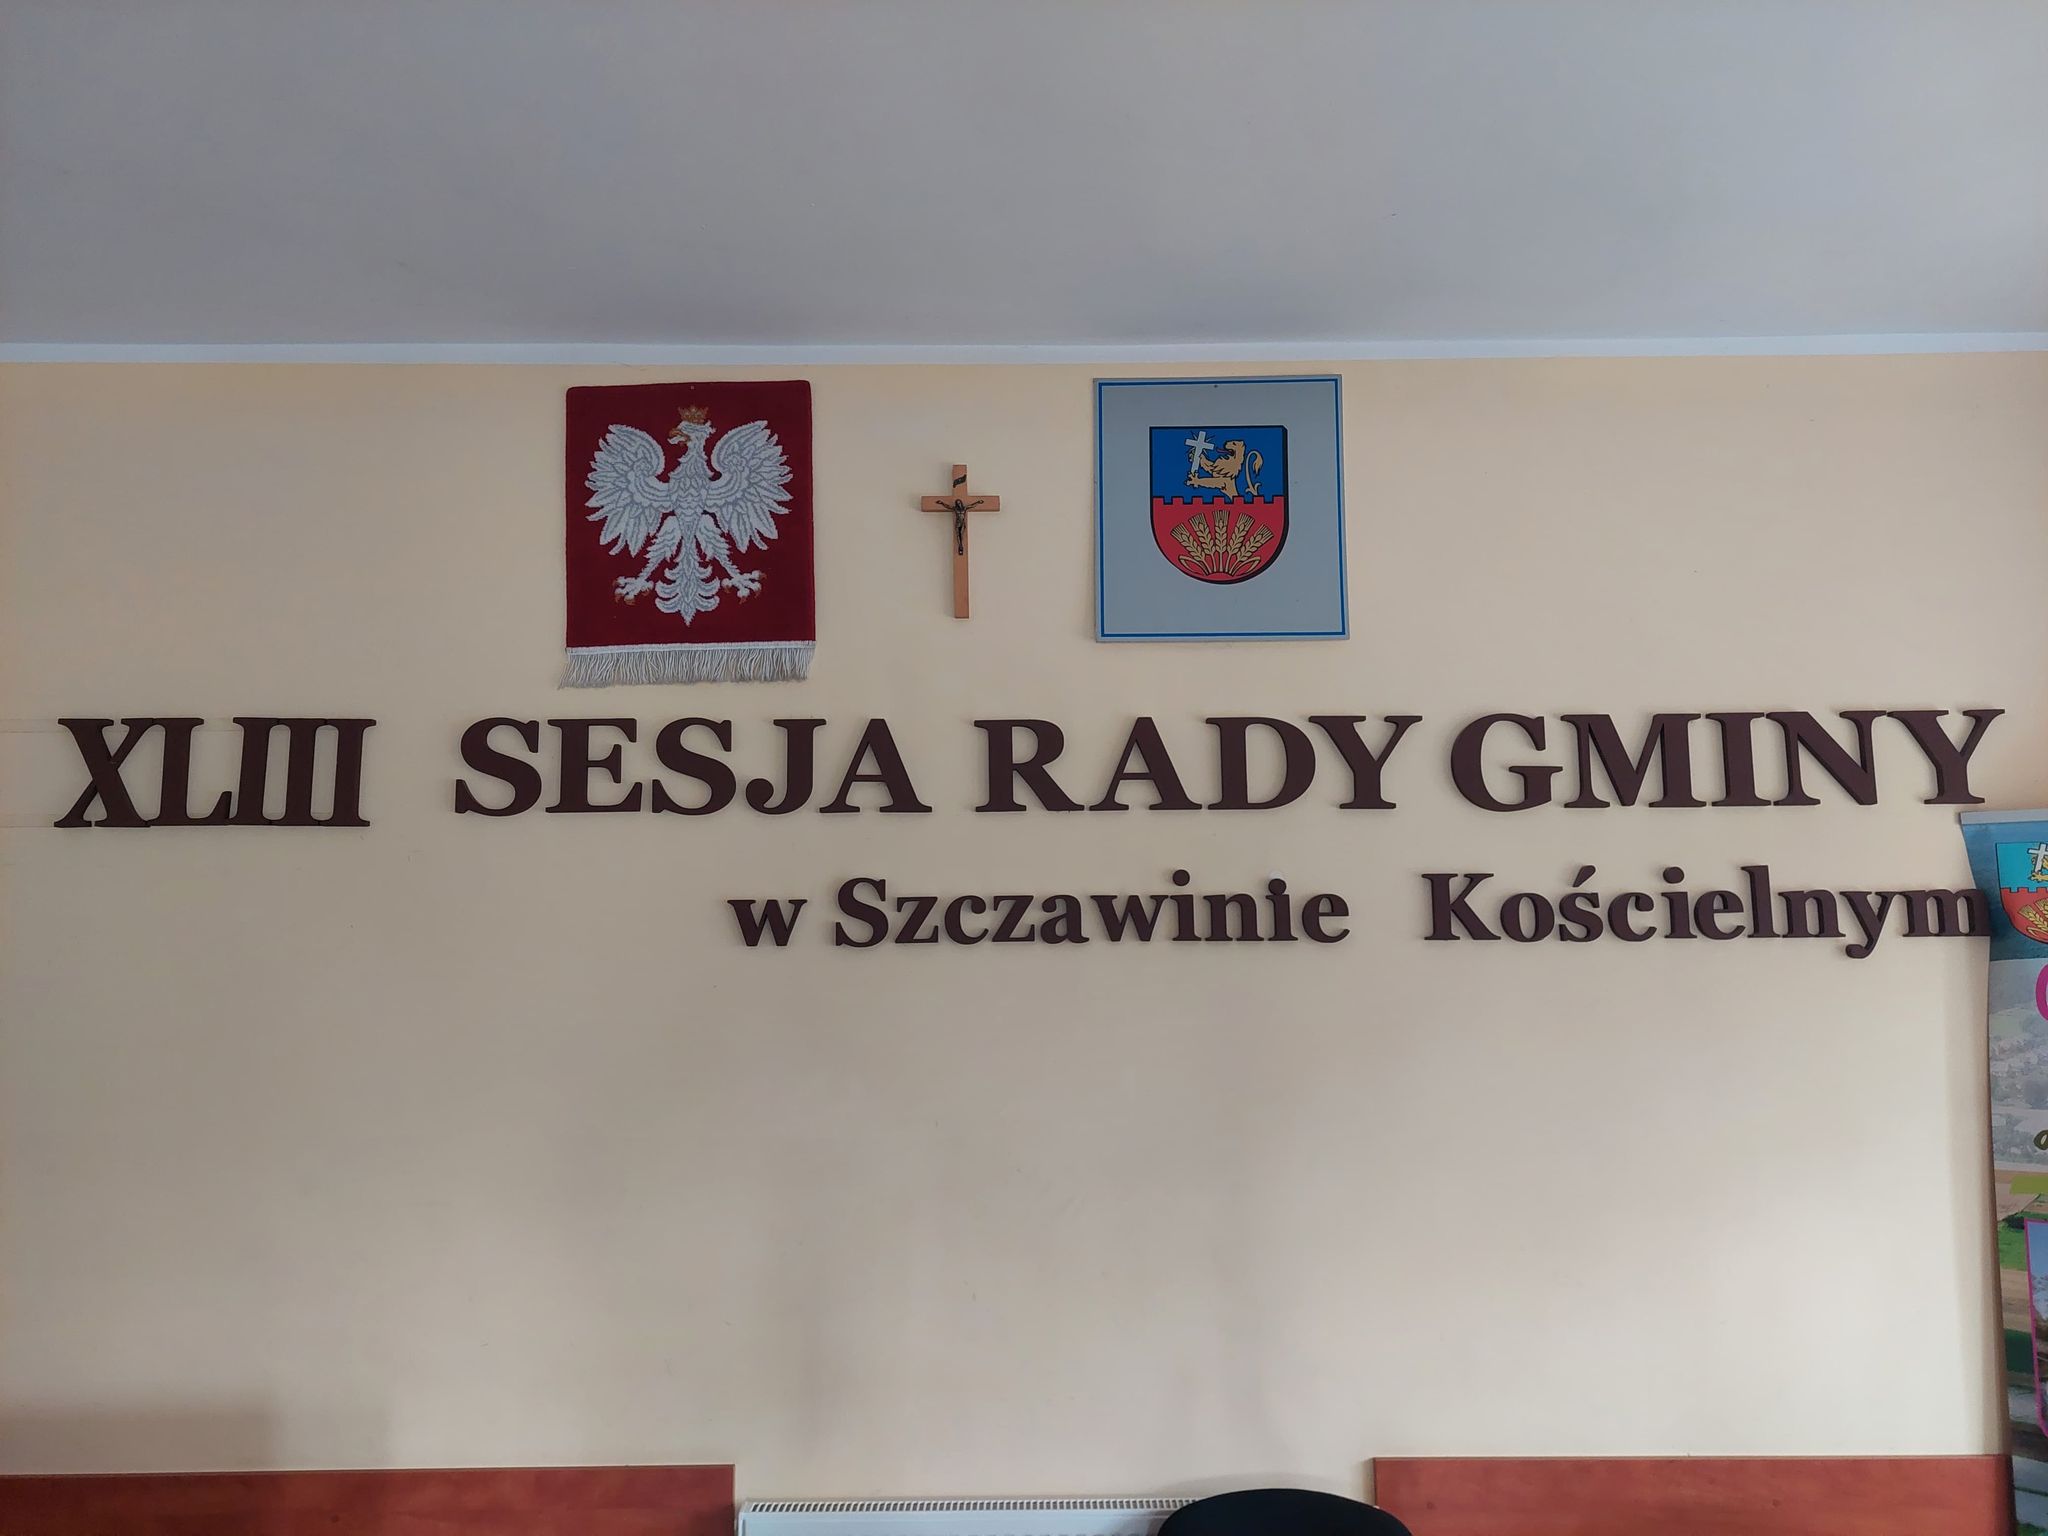 XLIII SESJA RADY GMINY
w Szczawinie Kościelnym